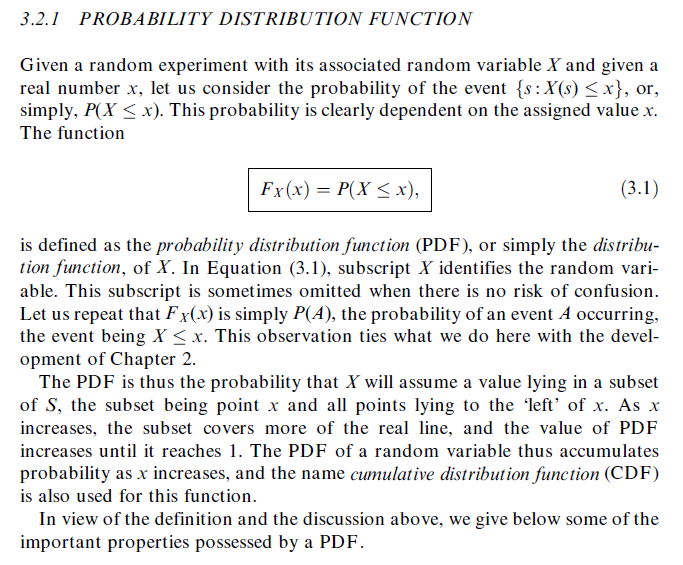 3.2.1 PROBABILITY DISTRIBUTION FUNCTION
Given a random experiment with its associated random variable X and given a
real number x, let us consider the probability of the event {s : X(s) ≤ x}, or,
simply, P(X ≤ x). This probability is clearly dependent on the assigned value x.
The function
F_X(x) = P(X ≤ x), (3.1)
is defined as the probability distribution function (PDF), or simply the distribu-
tion function, of X. In Equation (3.1), subscript X identifies the random vari-
able. This subscript is sometimes omitted when there is no risk of confusion.
Let us repeat that F_X(x) is simply P(A), the probability of an event A occurring,
the event being X ≤ x. This observation ties what we do here with the devel-
opment of Chapter 2.
The PDF is thus the probability that X will assume a value lying in a subset
of S, the subset being point x and all points lying to the ‘left’ of x. As x
increases, the subset covers more of the real line, and the value of PDF
increases until it reaches 1. The PDF of a random variable thus accumulates
probability as x increases, and the name cumulative distribution function (CDF)
is also used for this function.
In view of the definition and the discussion above, we give below some of the
important properties possessed by a PDF.